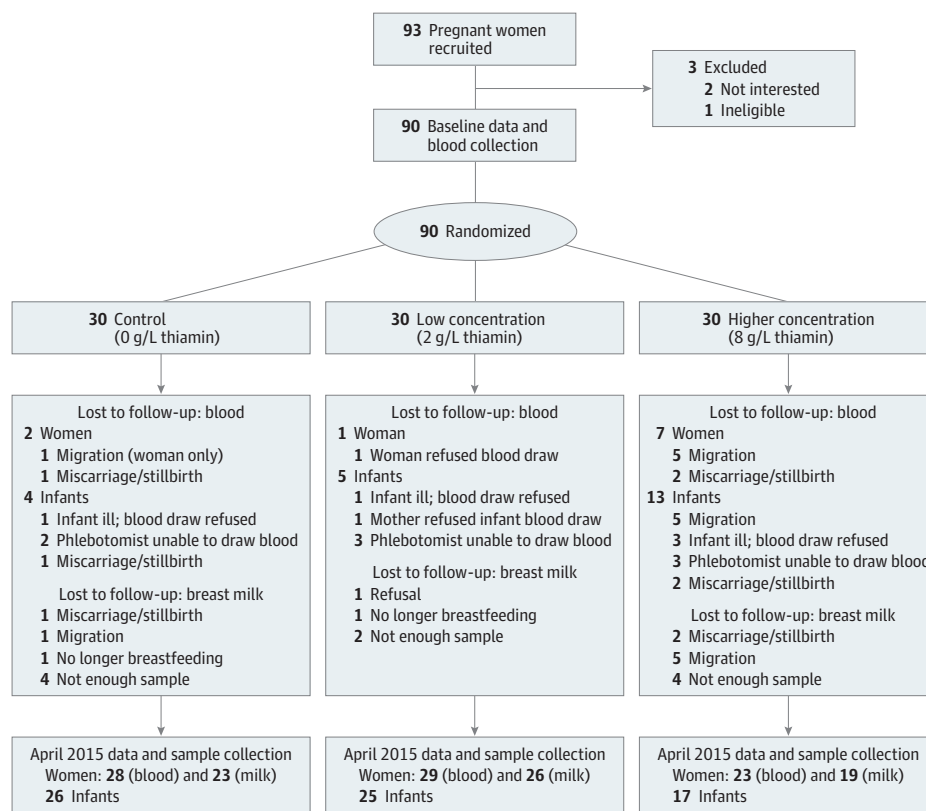 93 Pregnant women
recruited
3 Excluded
2 Not interested
1 Ineligible
90 Baseline data and
blood collection
90 Randomized
30 Control
(0 g/L thiamin)
30 Low concentration
(2 g/L thiamin)
30 Higher concentration
(8 g/L thiamin)
Lost to follow-up: blood
2 Women
1 Migration (woman only)
1 Miscarriage/stillbirth
4 Infants
1 Infant ill; blood draw refused
2 Phlebotomist unable to draw blood
1 Miscarriage/stillbirth
Lost to follow-up: breast milk
1 Miscarriage/stillbirth
1 Migration
1 No longer breastfeeding
4 Not enough sample
Lost to follow-up: blood
1 Woman
1 Woman refused blood draw
5 Infants
1 Infant ill; blood draw refused
1 Mother refused infant blood draw
3 Phlebotomist unable to draw blood
Lost to follow-up: breast milk
1 Refusal
1 No longer breastfeeding
2 Not enough sample
Lost to follow-up: blood
7 Women
5 Migration
2 Miscarriage/stillbirth
13 Infants
5 Migration
3 Infant ill; blood draw refused
3 Phlebotomist unable to draw blood
2 Miscarriage/stillbirth
Lost to follow-up: breast milk
2 Miscarriage/stillbirth
5 Migration
4 Not enough sample
April 2015 data and sample collection
Women: 28 (blood) and 23 (milk)
26 Infants
April 2015 data and sample collection
Women: 29 (blood) and 26 (milk)
25 Infants
April 2015 data and sample collection
Women: 23 (blood) and 19 (milk)
17 Infants